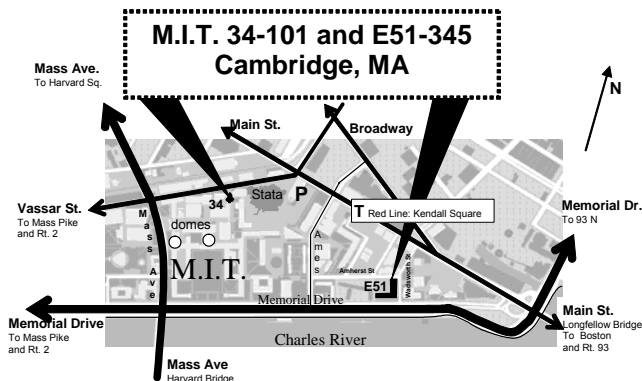 M.I.T. 34-101 and E51-345
Cambridge, MA
Mass Ave.
To Harvard Sq.
N
Main St.
Broadway
34
Stata
P
Vassar St.
To Mass Pike
and Rt. 2
Mass Ave
domes
T Red Line: Kendall Square
Memorial Dr.
To 93 N
Ames
M.I.T.
Amherst St
Wadsworth St
E51
Memorial Drive
Memorial Drive
To Mass Pike
and Rt. 2
Charles River
Main St.
Longfellow Bridge
To Boston
and Rt. 93
Mass Ave
Harvard Bridge